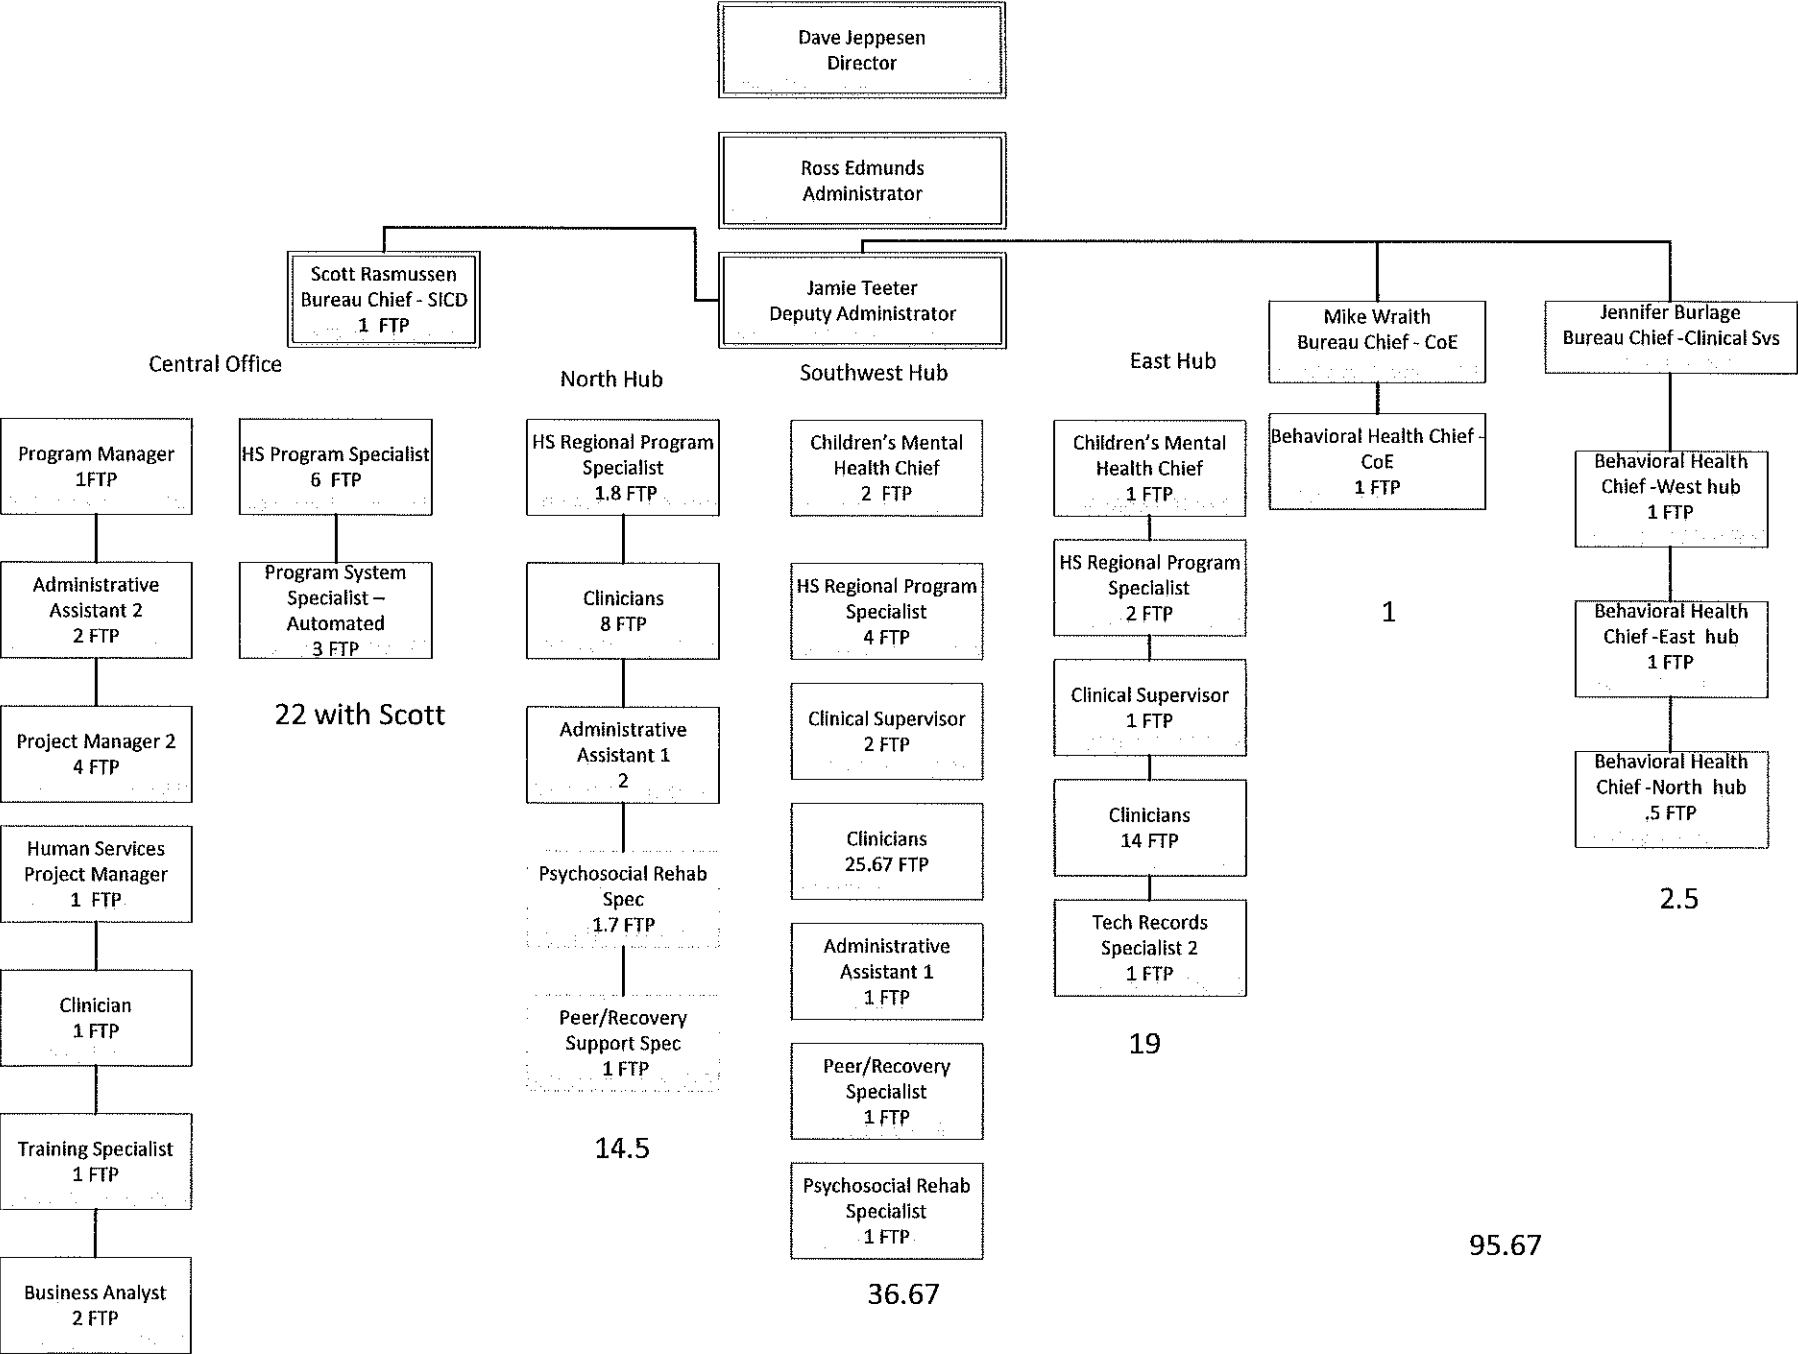 Dave Jeppesen
Director
Ross Edmunds
Administrator
Scott Rasmussen
Bureau Chief - SICD
1 FTP
Jamie Teeter
Deputy Administrator
Mike Wraith
Bureau Chief - CoE
Jennifer Burlage
Bureau Chief -Clinical Svs
Central Office
North Hub
Southwest Hub
East Hub
Program Manager
1FTP
Administrative
Assistant 2
2 FTP
Project Manager 2
4 FTP
Human Services
Project Manager
1 FTP
Clinician
1 FTP
Training Specialist
1 FTP
Business Analyst
2 FTP
HS Program Specialist
6 FTP
Program System
Specialist –
Automated
3 FTP
22 with Scott
HS Regional Program
Specialist
1.8 FTP
Clinicians
8 FTP
Administrative
Assistant 1
2
Psychosocial Rehab
Spec
1.7 FTP
Peer/Recovery
Support Spec
1 FTP
14.5
Children's Mental
Health Chief
2 FTP
HS Regional Program
Specialist
4 FTP
Clinical Supervisor
2 FTP
Clinicians
25.67 FTP
Administrative
Assistant 1
1 FTP
Peer/Recovery
Specialist
1 FTP
Psychosocial Rehab
Specialist
1 FTP
36.67
Children's Mental
Health Chief
1 FTP
HS Regional Program
Specialist
2 FTP
Clinical Supervisor
1 FTP
Clinicians
14 FTP
Tech Records
Specialist 2
1 FTP
19
Behavioral Health Chief -
CoE
1 FTP
1
Behavioral Health
Chief -West hub
1 FTP
Behavioral Health
Chief -East hub
1 FTP
Behavioral Health
Chief -North hub
.5 FTP
2.5
95.67